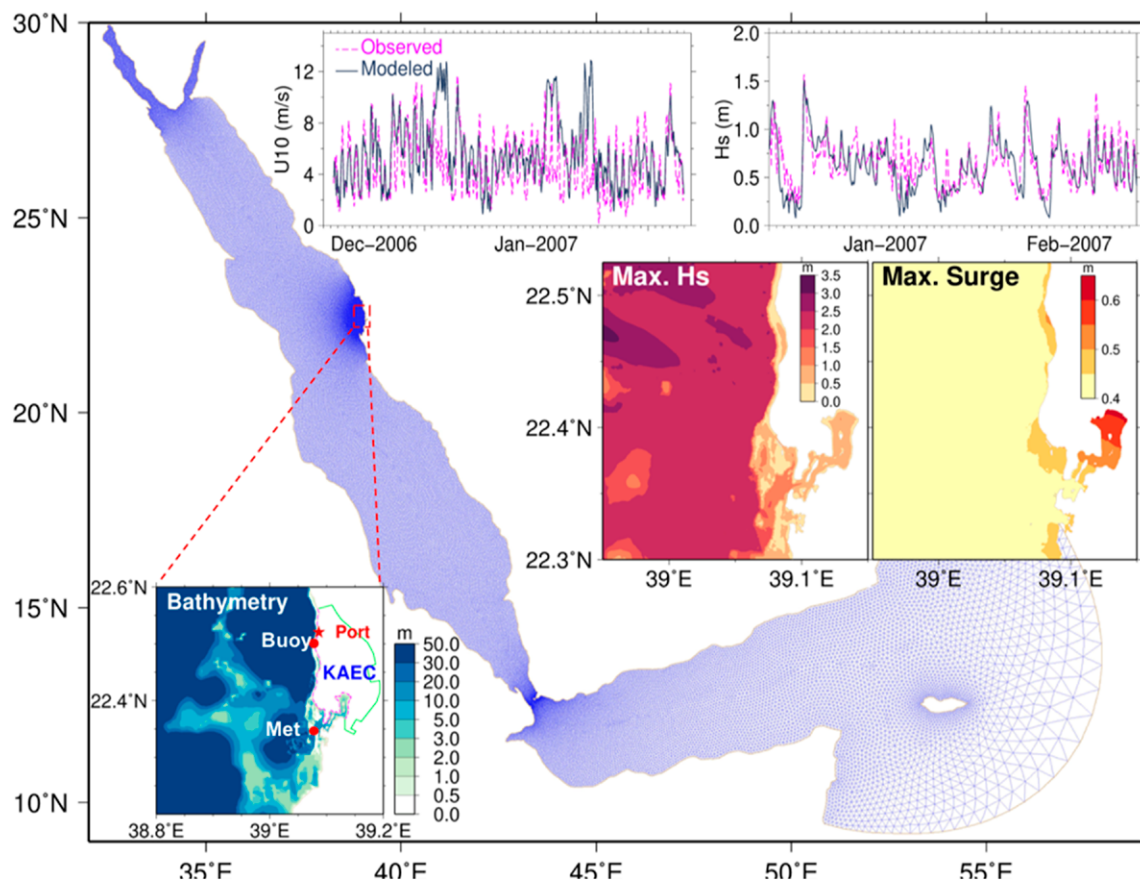 30˚N
25˚N
20˚N
15˚N
10˚N
35˚E
40˚E
45˚E
50˚E
55˚E
Observed
Modeled
U10 (m/s)
12
8
4
0
Dec−2006
Jan−2007
Hs (m)
2.0
1.5
1.0
0.5
0.0
Jan−2007
Feb−2007
Max. Hs
m
3.5
3.0
2.5
2.0
1.5
1.0
0.5
0.0
22.5˚N
22.4˚N
22.3˚N
39˚E
39.1˚E
Max. Surge
m
0.6
0.5
0.4
39˚E
39.1˚E
22.6˚N
22.4˚N
Bathymetry
Buoy
Port
KAEC
Met
m
50.0
30.0
20.0
10.0
5.0
3.0
2.0
1.0
0.5
0.0
38.8˚E
39˚E
39.2˚E